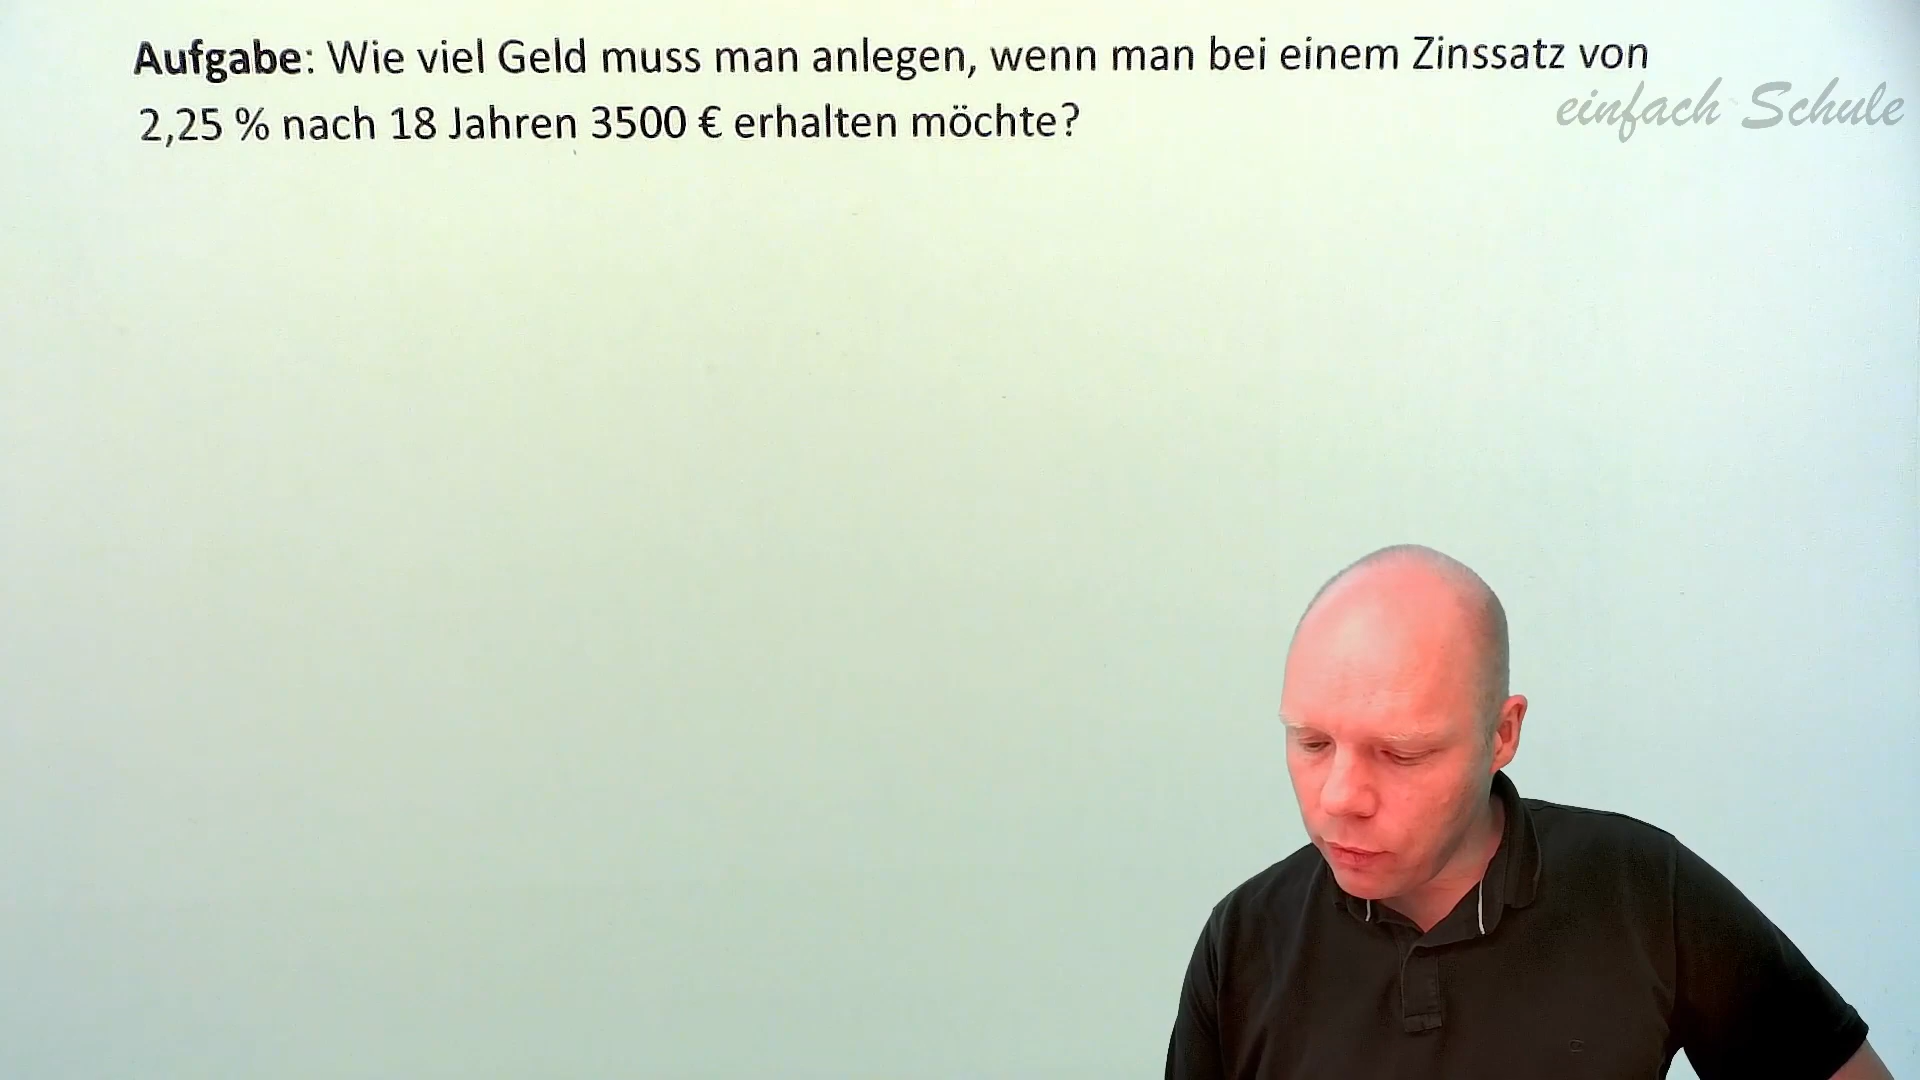 Aufgabe: Wie viel Geld muss man anlegen, wenn man bei einem Zinssatz von
2,25 % nach 18 Jahren 3500 € erhalten möchte?
einfach Schule